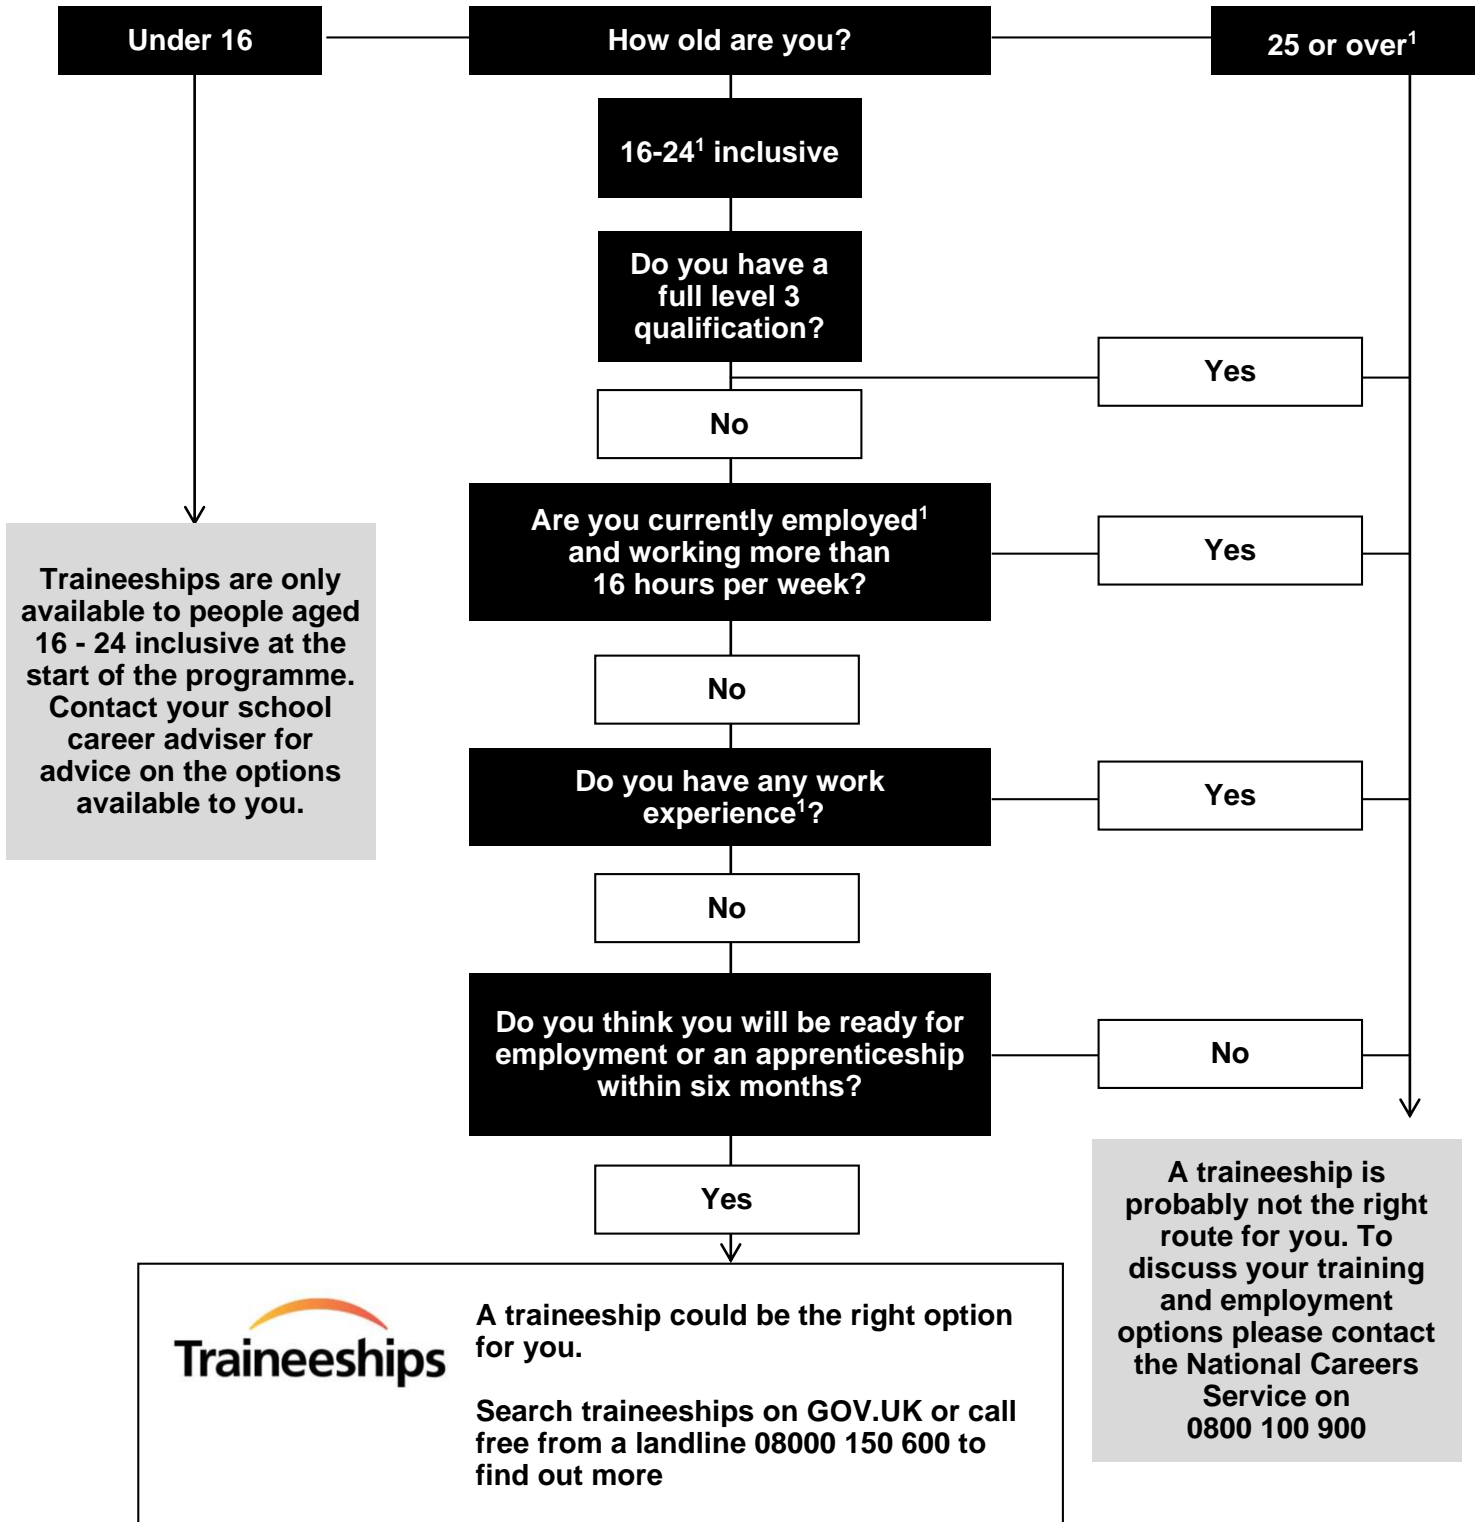 Under 16
How old are you?
25 or over1
16-241 inclusive
Do you have a
full level 3
qualification?
Yes
No
Are you currently employed1
and working more than
16 hours per week?
Yes
Traineeships are only
available to people aged
16 - 24 inclusive at the
start of the programme.
Contact your school
career adviser for
advice on the options
available to you.
No
Do you have any work
experience1?
Yes
No
Do you think you will be ready for
employment or an apprenticeship
within six months?
No
Yes
A traineeship is
probably not the right
route for you. To
discuss your training
and employment
options please contact
the National Careers
Service on
0800 100 900
Traineeships
A traineeship could be the right option
for you.
Search traineeships on GOV.UK or call
free from a landline 08000 150 600 to
find out more